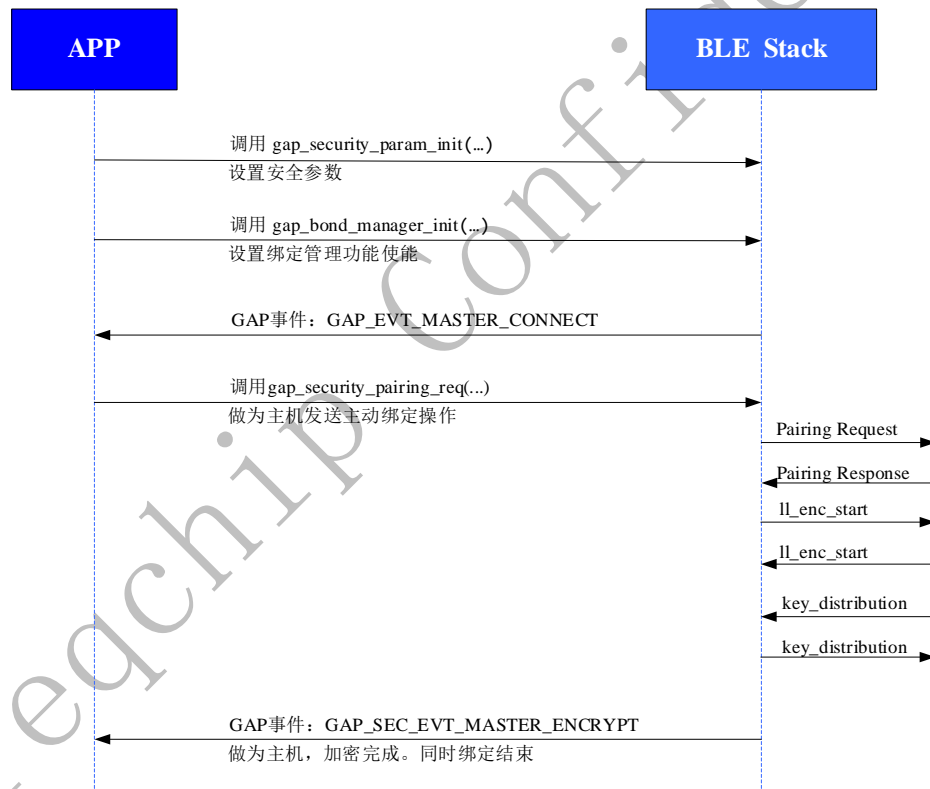 APP
BLE Stack
调用 gap_security_param_init(…)
设置安全参数
调用 gap_bond_manager_init(…)
设置绑定管理功能使能
GAP事件：GAP_EVT_MASTER_CONNECT
调用gap_security_pairing_req(...)
做为主机发送主动绑定操作
Pairing Request
Pairing Response
ll_enc_start
ll_enc_start
key_distribution
key_distribution
GAP事件：GAP_SEC_EVT_MASTER_ENCRYPT
做为主机，加密完成。同时绑定结束
eqchip Confid